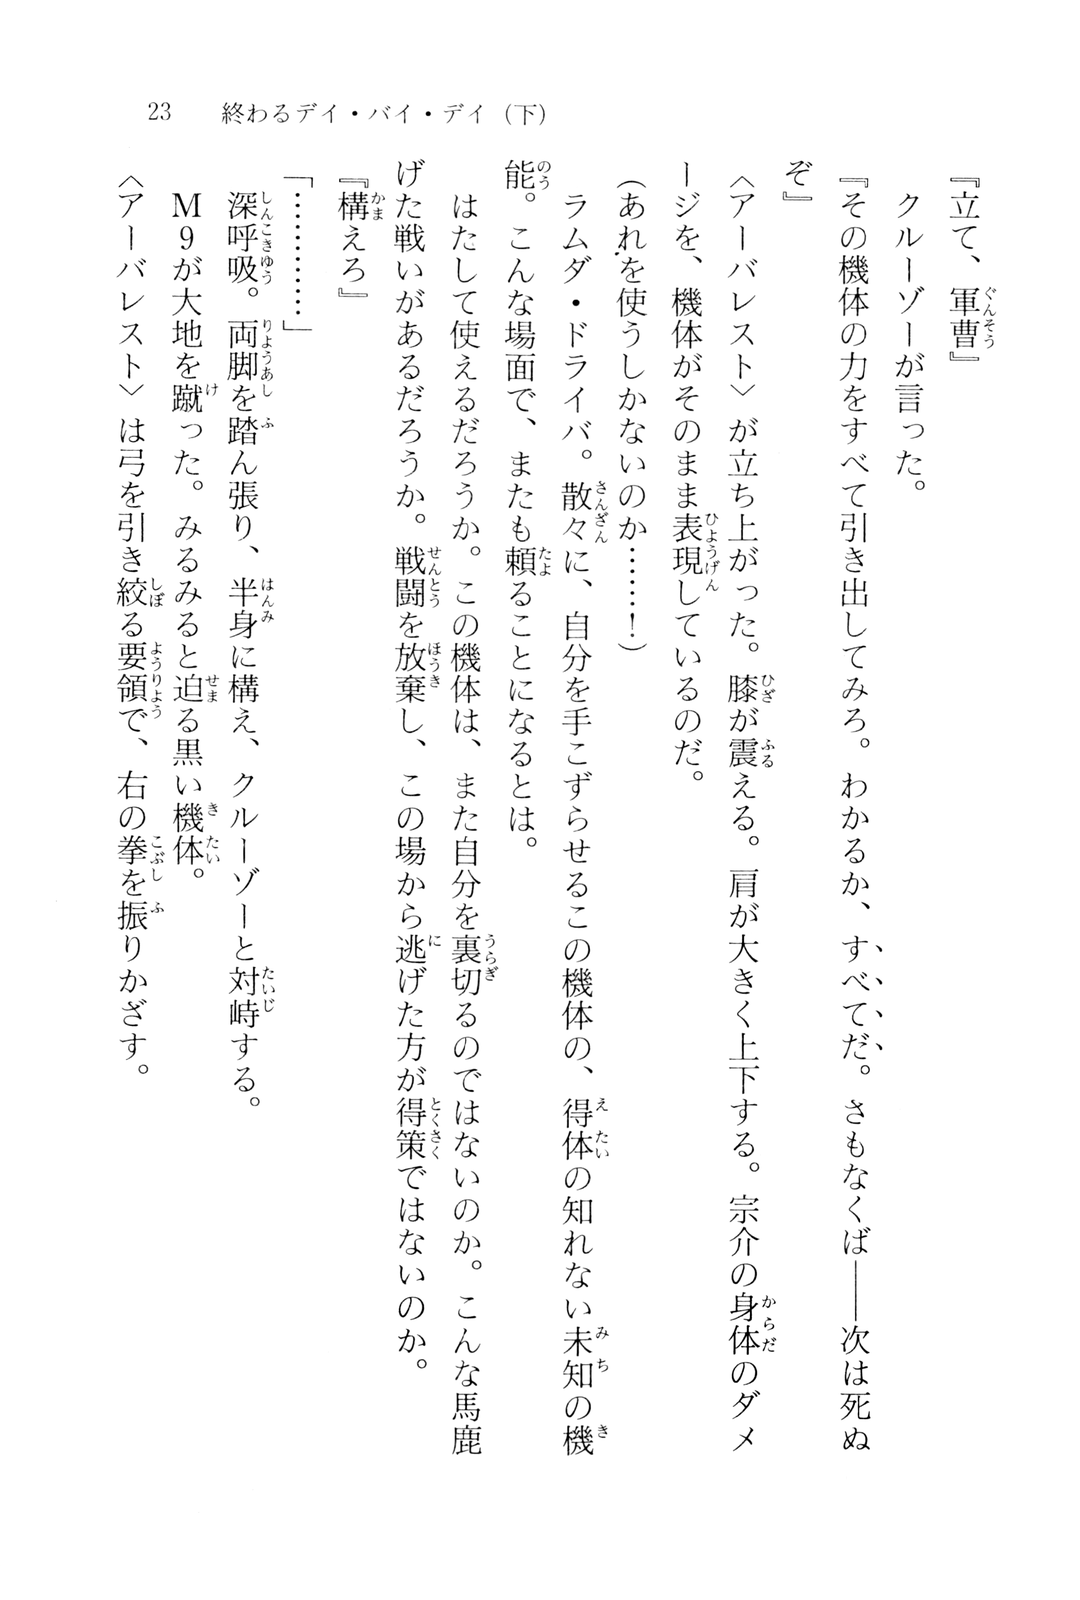 23 終わるデイ・バイ・デイ（下）
『立て、軍曹』
クルーゾーが言った。
『その機体の力をすべて引き出してみろ。わかるか、すべてだ。さもなくば――次は死ぬ
ぞ』
〈アーバレスト〉が立ち上がった。膝が震える。肩が大きく上下する。宗介の身体のダメ
ージを、機体がそのまま表現しているのだ。
（あれを使うしかないのか……！）
ラムダ・ドライバ。散々に、自分を手こずらせるこの機体の、得体の知れない未知の機
能。こんな場面で、またも頼ることになるとは。
はたして使えるだろうか。この機体は、また自分を裏切るのではないのか。こんな馬鹿
げた戦いがあるだろうか。戦闘を放棄し、この場から逃げた方が得策ではないのか。
『構えろ』
「…………」
深呼吸。両脚を踏ん張り、半身に構え、クルーゾーと対峙する。
M9が大地を蹴った。みるみると迫る黒い機体。
〈アーバレスト〉は弓を引き絞る要領で、右の拳を振りかざす。